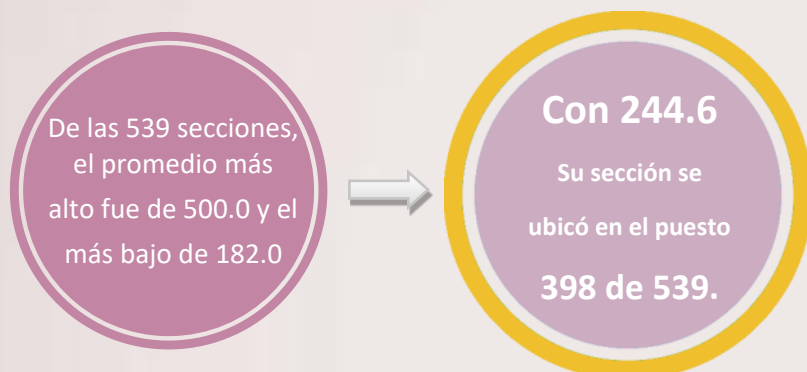 De las 539 secciones,
el promedio más
alto fue de 500.0 y el
más bajo de 182.0
Con 244.6
Su sección se
ubicó en el puesto
398 de 539.